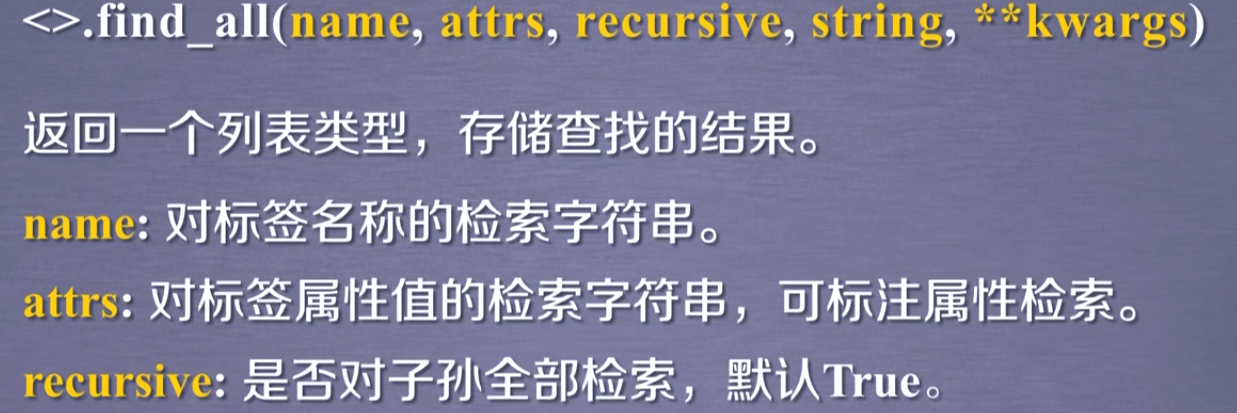 <>.find_all(name, attrs, recursive, string, **kwargs)
返回一个列表类型，存储查找的结果。
name: 对标签名称的检索字符串。
attrs: 对标签属性值的检索字符串，可标注属性检索。
recursive: 是否对子孙全部检索，默认True。